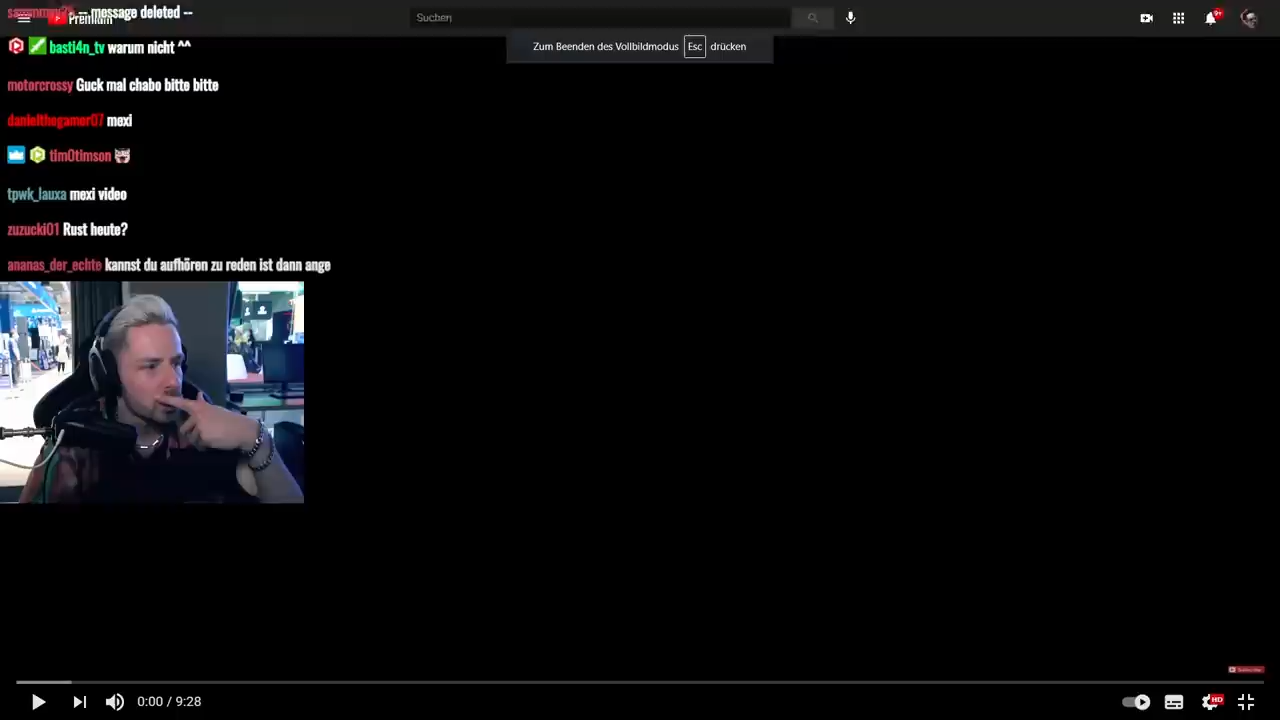 -- message deleted --
Premium
Suchen
9+
Zum Beenden des Vollbildmodus Esc drücken
basti4n_tv warum nicht ^^
motorcrossy Guck mal chabo bitte bitte
danielthegamer07 mexi
tim0timson
tpwk_lauxa mexi video
zuzucki01 Rust heute?
ananas_der_echte kannst du aufhören zu reden ist dann ange
0:00 / 9:28
HD